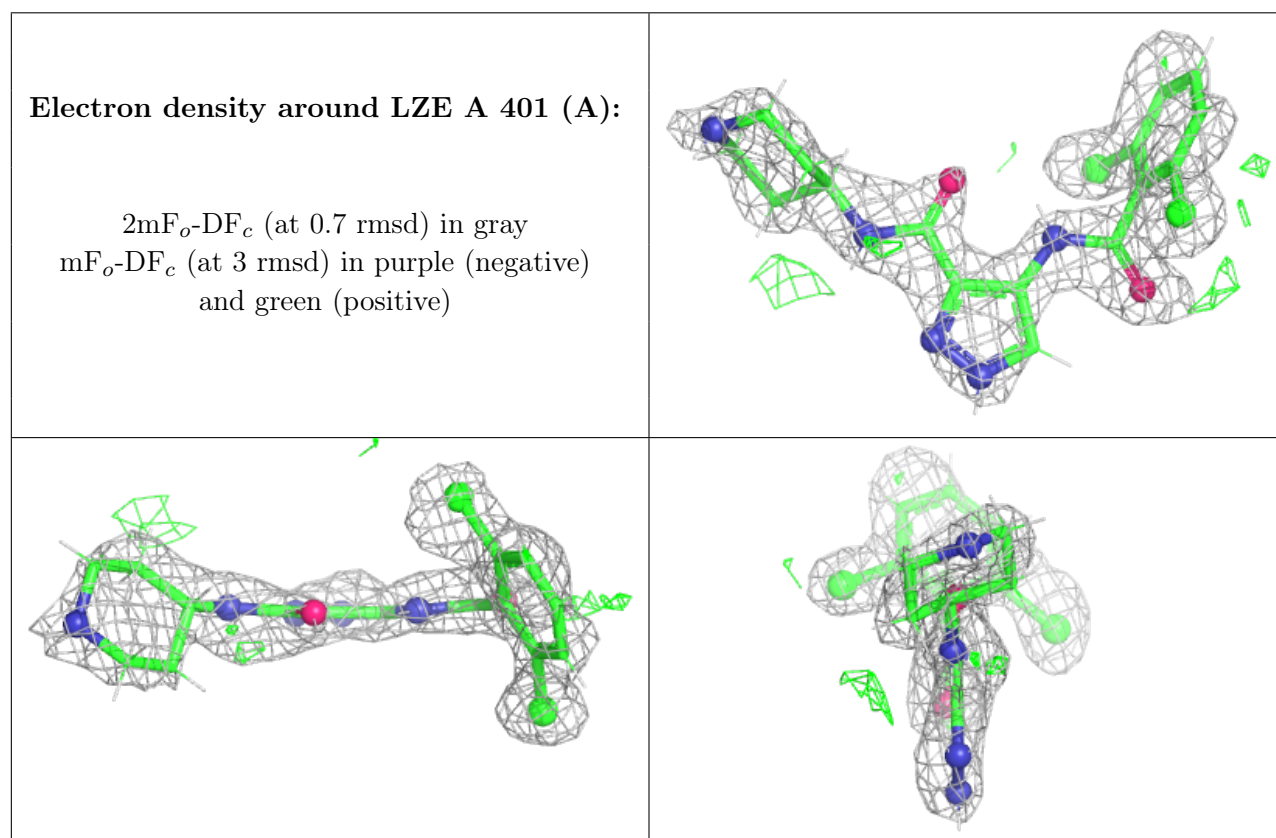 Electron density around LZE A 401 (A):
2mFo-DFc (at 0.7 rmsd) in gray
mFo-DFc (at 3 rmsd) in purple (negative)
and green (positive)